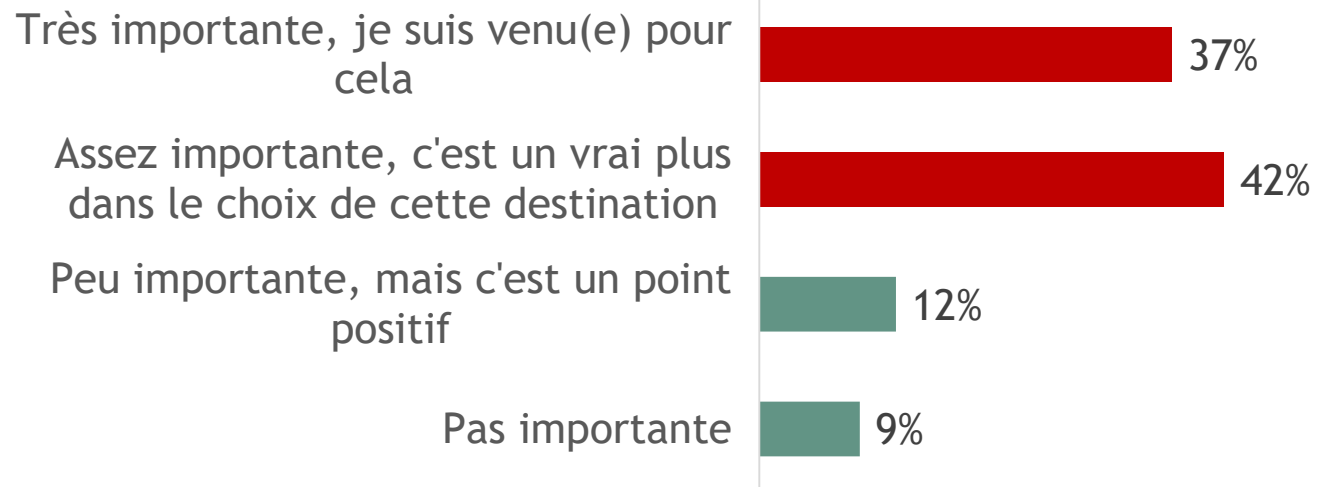 Très importante, je suis venu(e) pour
cela
37%
Assez importante, c'est un vrai plus
dans le choix de cette destination
42%
Peu importante, mais c'est un point
positif
12%
Pas importante
9%